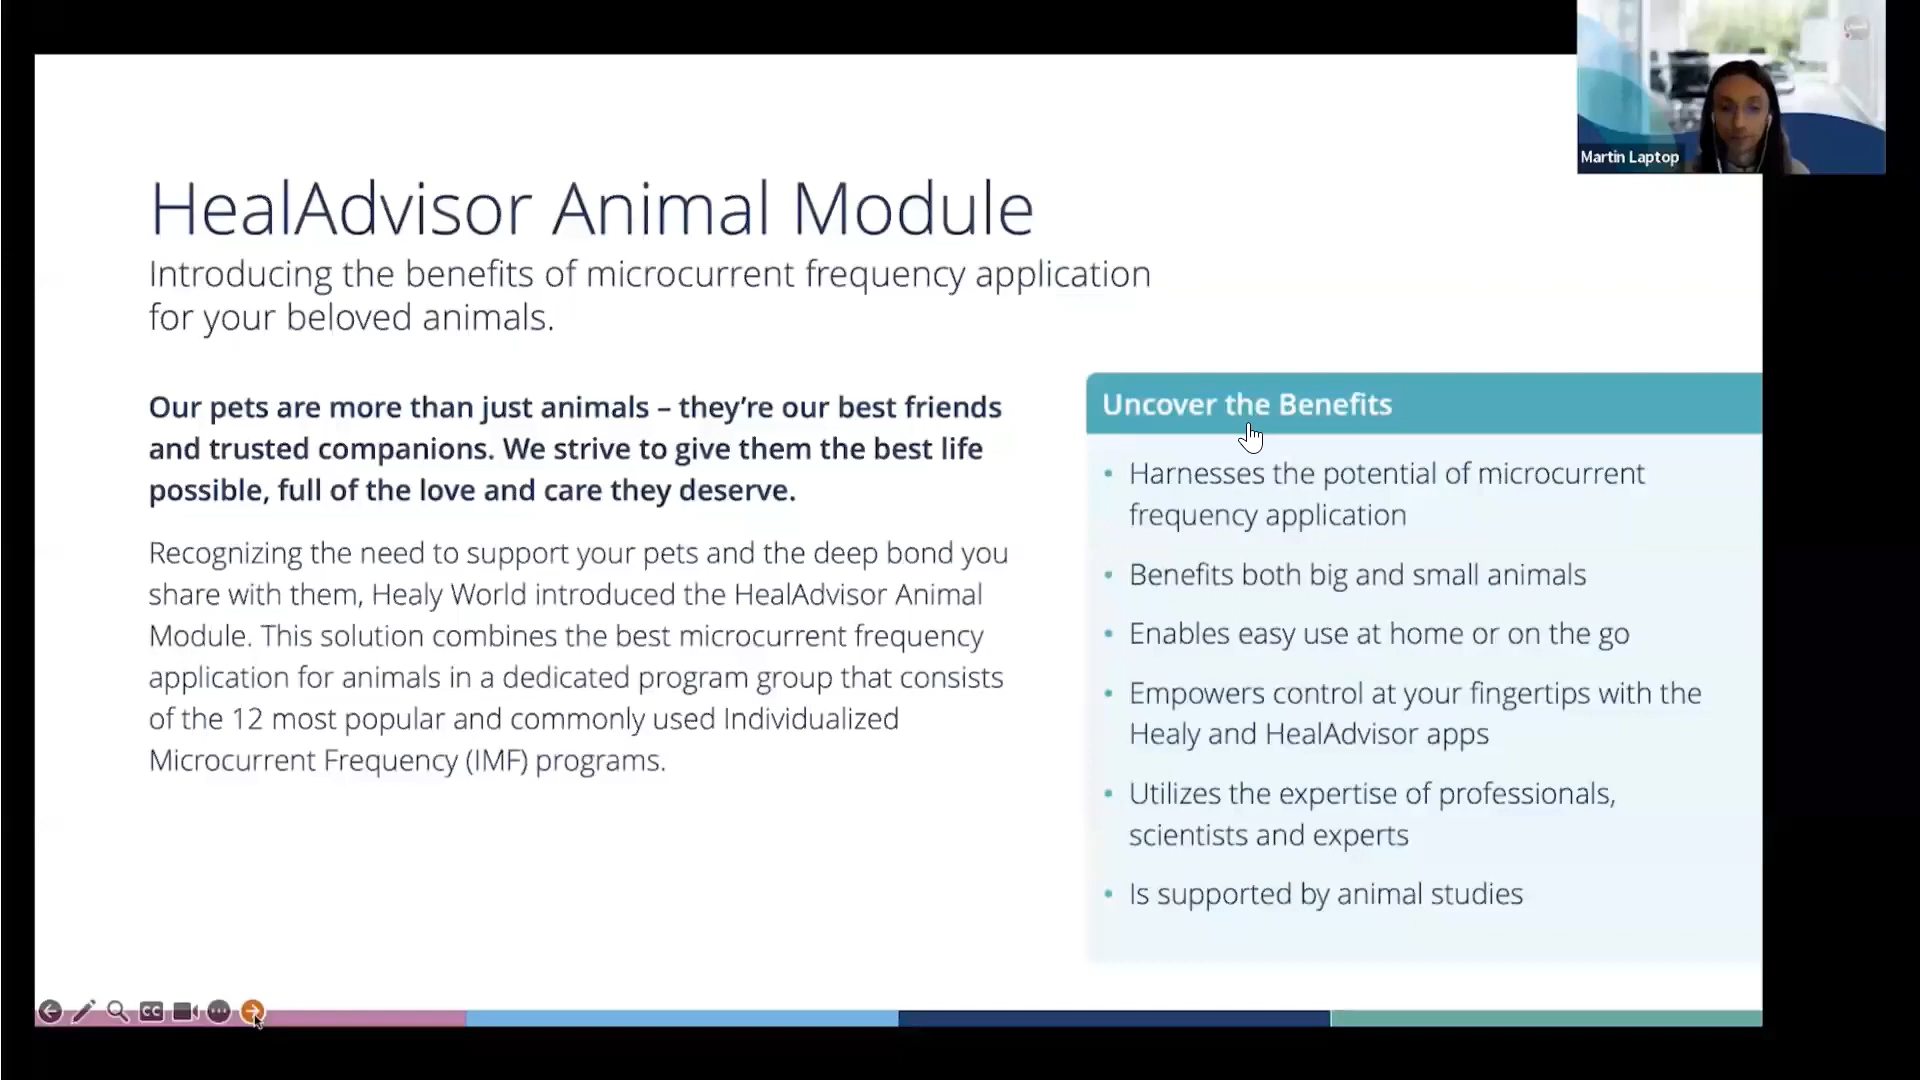 Martin Laptop
HealAdvisor Animal Module
Introducing the benefits of microcurrent frequency application
for your beloved animals.
Our pets are more than just animals – they’re our best friends
and trusted companions. We strive to give them the best life
possible, full of the love and care they deserve.
Recognizing the need to support your pets and the deep bond you
share with them, Healy World introduced the HealAdvisor Animal
Module. This solution combines the best microcurrent frequency
application for animals in a dedicated program group that consists
of the 12 most popular and commonly used Individualized
Microcurrent Frequency (IMF) programs.
Uncover the Benefits
• Harnesses the potential of microcurrent
frequency application
• Benefits both big and small animals
• Enables easy use at home or on the go
• Empowers control at your fingertips with the
Healy and HealAdvisor apps
• Utilizes the expertise of professionals,
scientists and experts
• Is supported by animal studies
CC